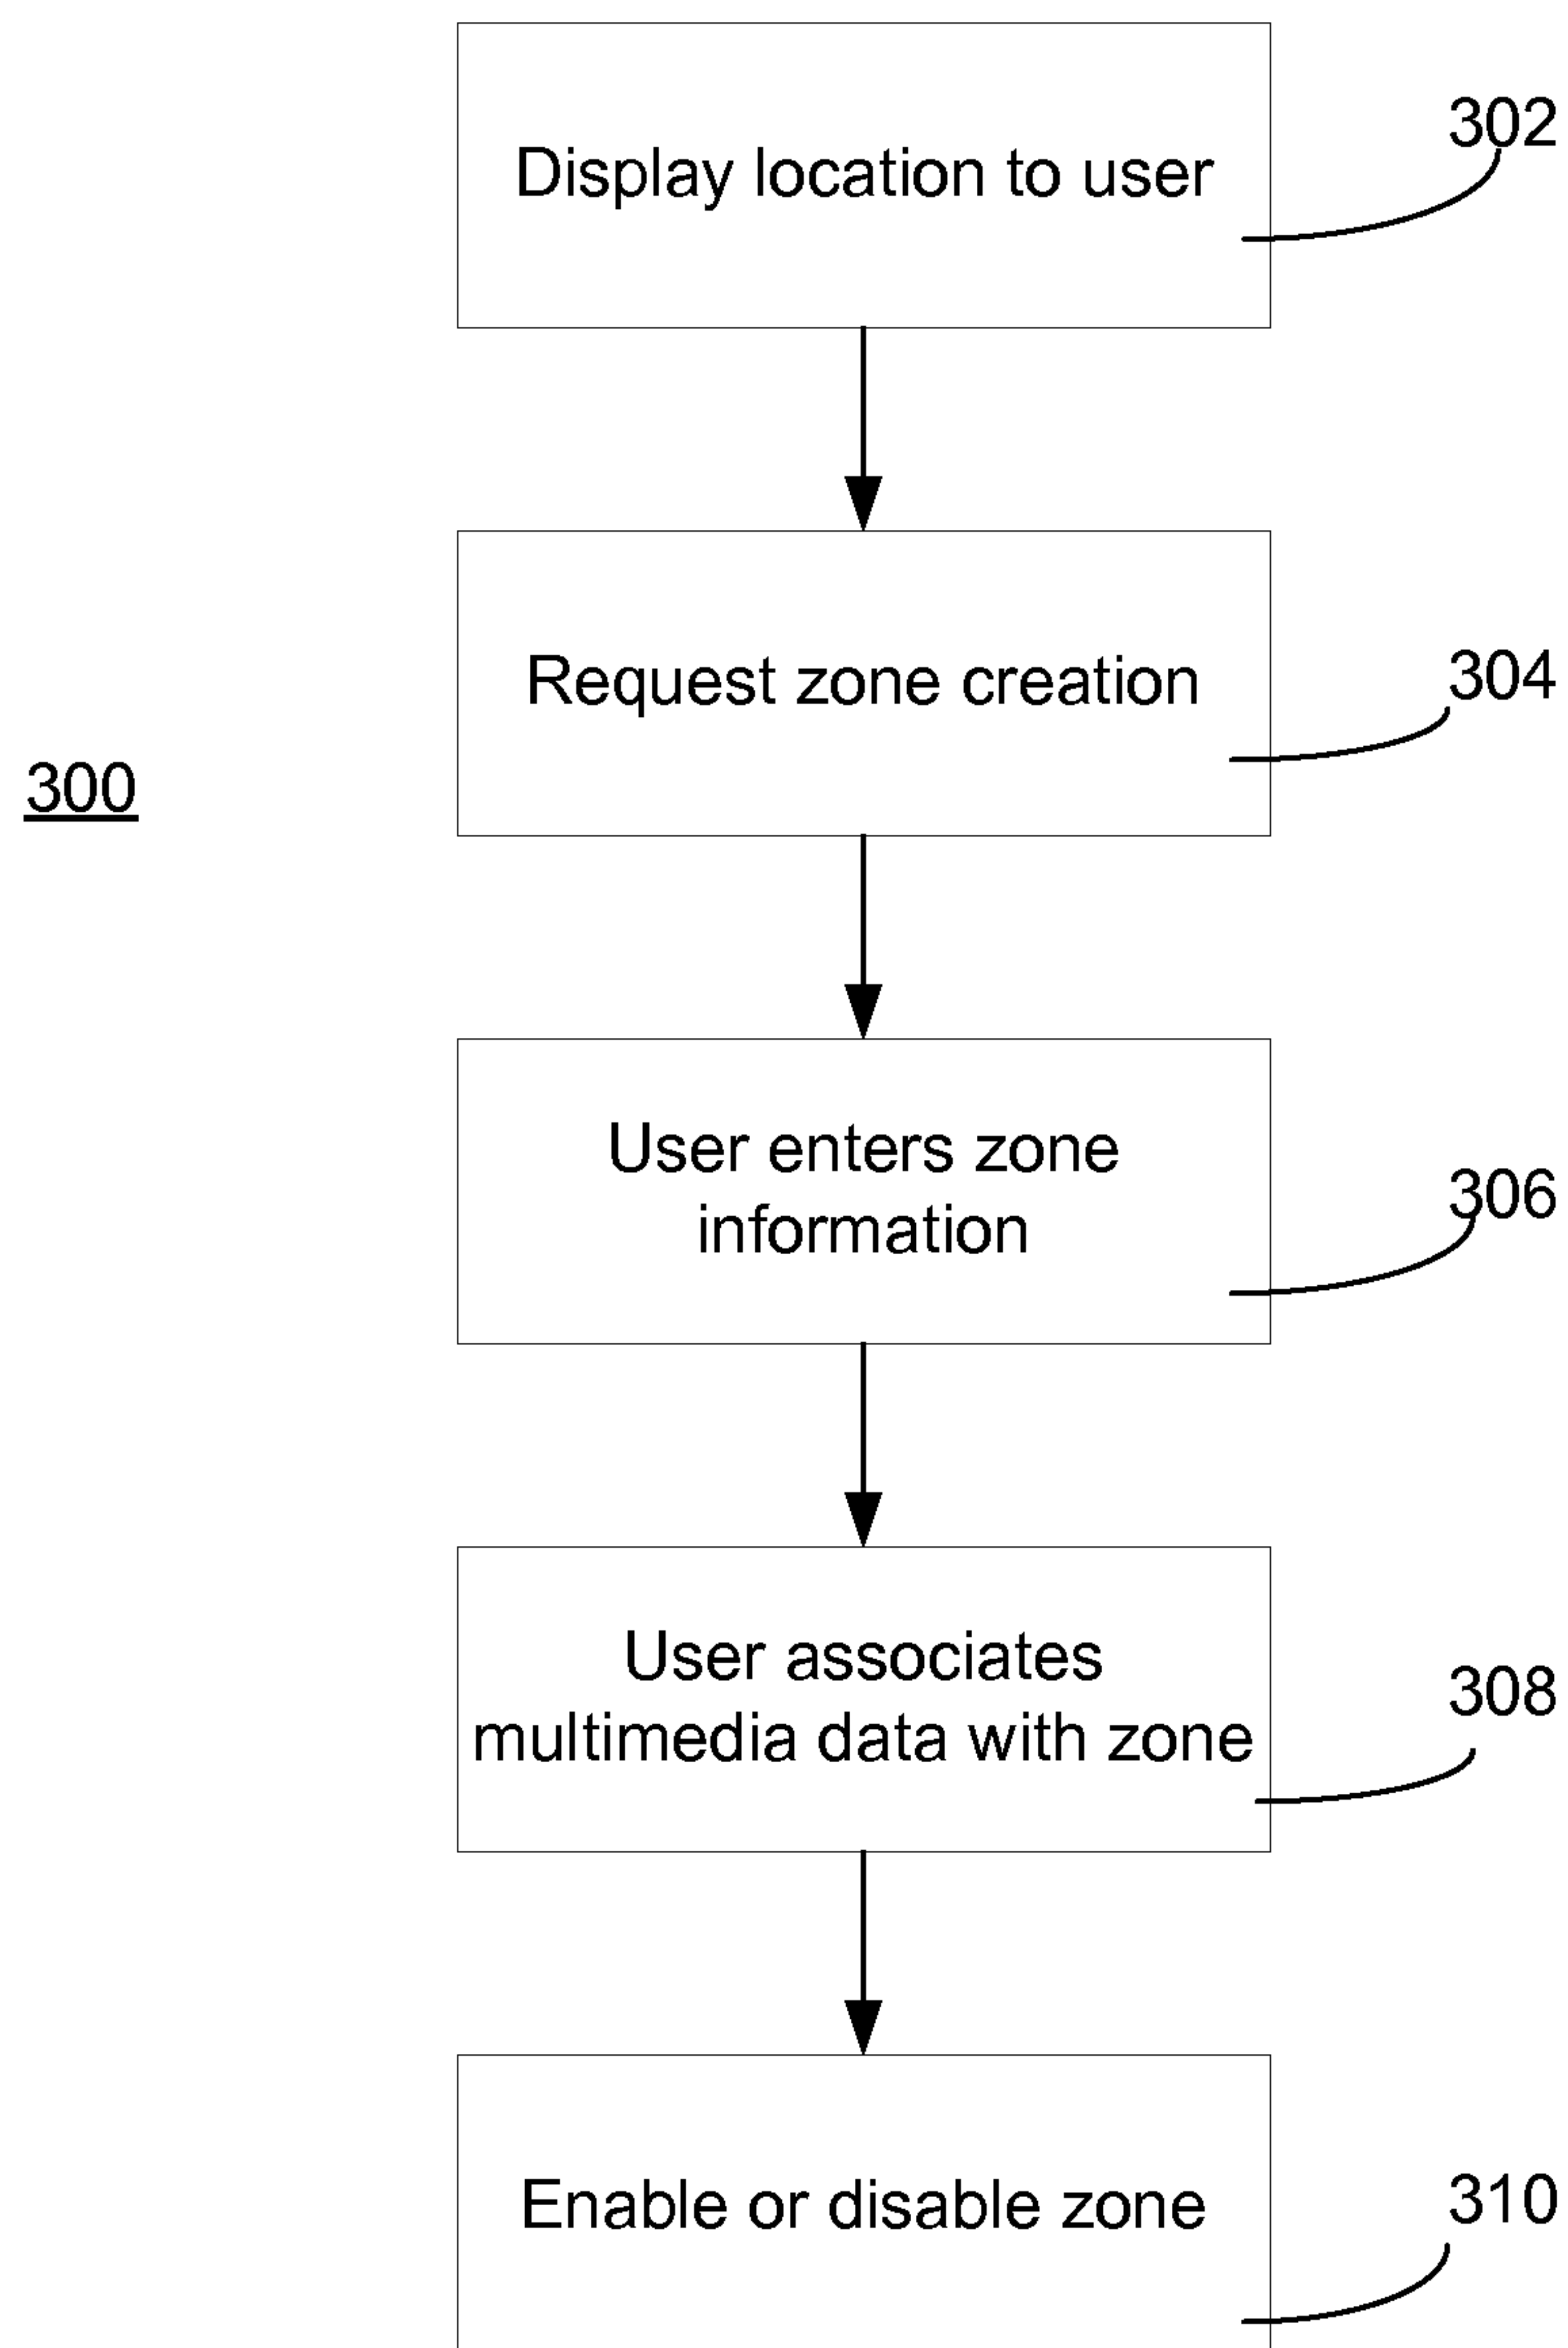 Display location to user
302
Request zone creation
304
300
User enters zone
information
306
User associates
multimedia data with zone
308
Enable or disable zone
310